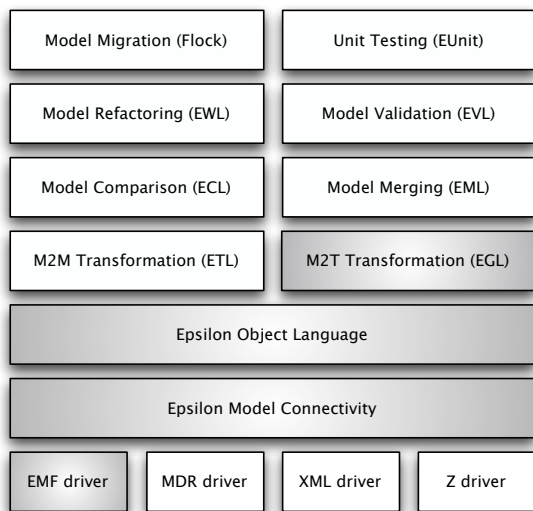 Model Migration (Flock)
Unit Testing (EUnit)
Model Refactoring (EWL)
Model Validation (EVL)
Model Comparison (ECL)
Model Merging (EML)
M2M Transformation (ETL)
M2T Transformation (EGL)
Epsilon Object Language
Epsilon Model Connectivity
EMF driver
MDR driver
XML driver
Z driver